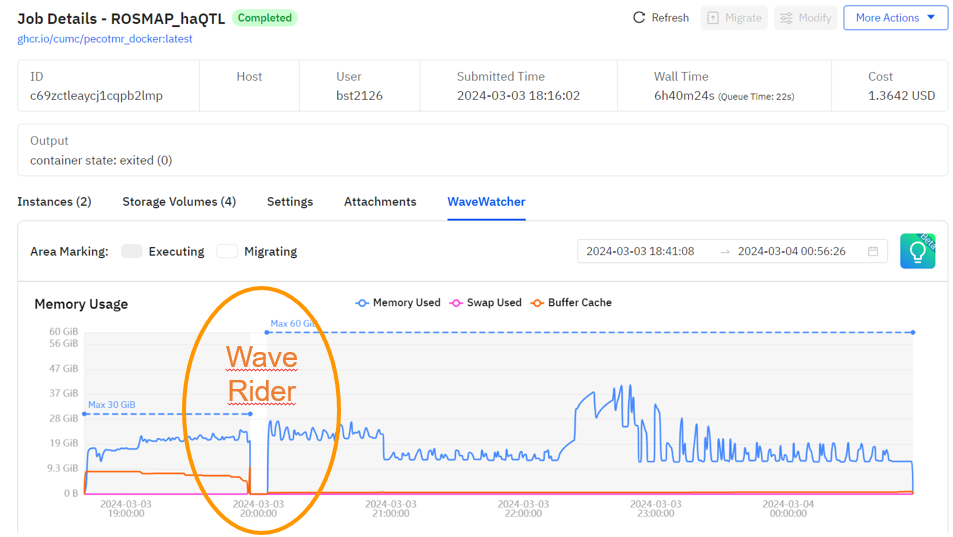 Job Details - ROSMAP_haQTL Completed
Refresh Migrate Modify More Actions
ghcr.io/cumc/pecotmr_docker:latest
ID Host User Submitted Time Wall Time Cost
c69zctleaycj1cqpb2lmp bst2126 2024-03-03 18:16:02 6h40m24s (Queue Time: 22s) 1.3642 USD
Output
container state: exited (0)
Instances (2) Storage Volumes (4) Settings Attachments WaveWatcher
Area Marking: Executing Migrating 2024-03-03 18:41:08 → 2024-03-04 00:56:26 Beta
Memory Usage Memory Used Swap Used Buffer Cache
Max 60 GiB
60 GiB
56 GiB
47 GiB
37 GiB
28 GiB
19 GiB
9.3 GiB
0 B
Max 30 GiB
Wave
Rider
2024-03-03 2024-03-03 2024-03-03 2024-03-03 2024-03-03 2024-03-04
19:00:00 20:00:00 21:00:00 22:00:00 23:00:00 00:00:00